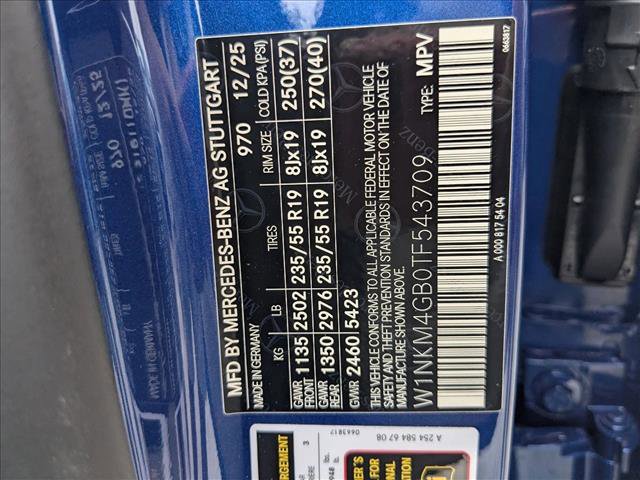 MFD BY MERCEDES-BENZ AG STUTTGART
MADE IN GERMANY 970 12/25
KG LB TIRES RIM SIZE COLD KPA(PSI)
GAWR FRONT 1135 2502 235/55 R19 8Jx19 250(37)
GAWR REAR 1350 2976 235/55 R19 8Jx19 270(40)
GVWR 2460 5423
THIS VEHICLE CONFORMS TO ALL APPLICABLE FEDERAL MOTOR VEHICLE
SAFETY AND THEFT PREVENTION STANDARDS IN EFFECT ON THE DATE OF
MANUFACTURE SHOWN ABOVE.
W1NKM4GB0TF543709 TYPE: MPV
A 000 817 54 04
0663817
A 254 584 67 08
0663817